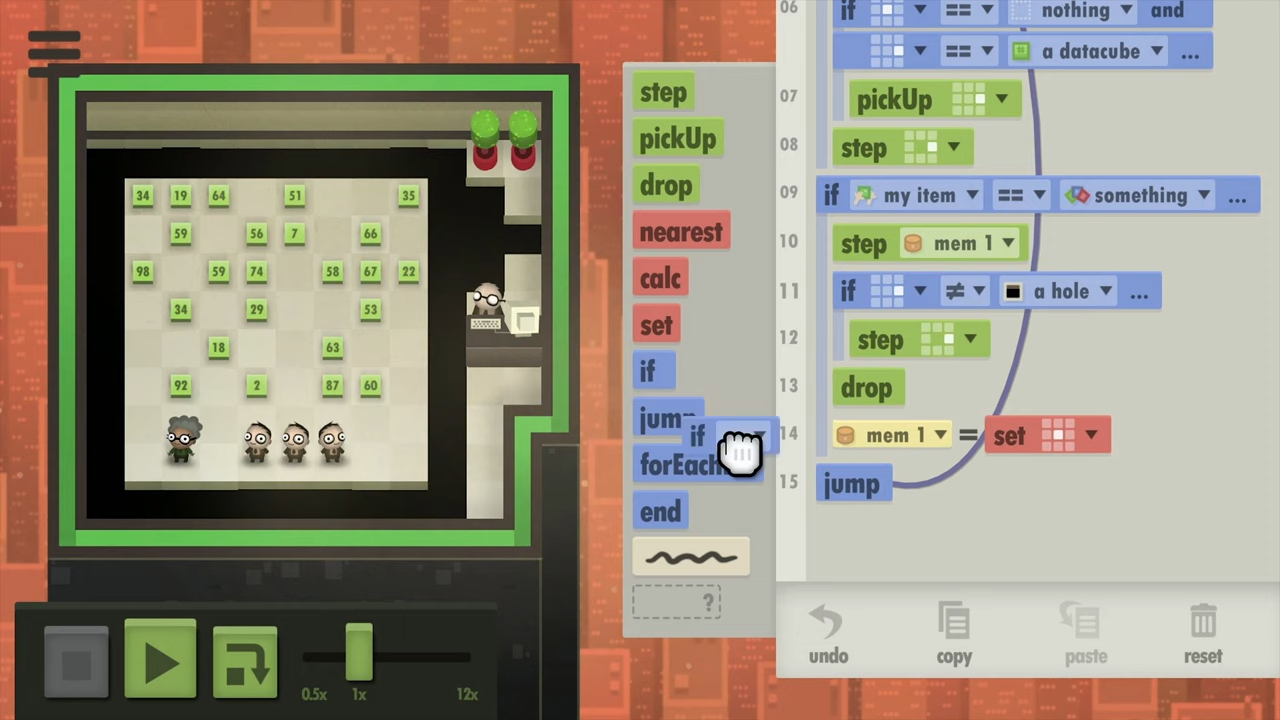 34 19 64 51 35
59 56 7 66
98 59 74 58 67 22
34 29 53
18 63
92 2 87 60
0.5x 1x 12x
step
pickUp
drop
nearest
calc
set
if
jump
if
forEach
end
?
06 if == nothing and
== a datacube ...
07 pickUp
08 step
09 if my item == something ...
10 step mem 1
11 if ≠ a hole ...
12 step
13 drop
14 mem 1 = set
15 jump
undo copy paste reset